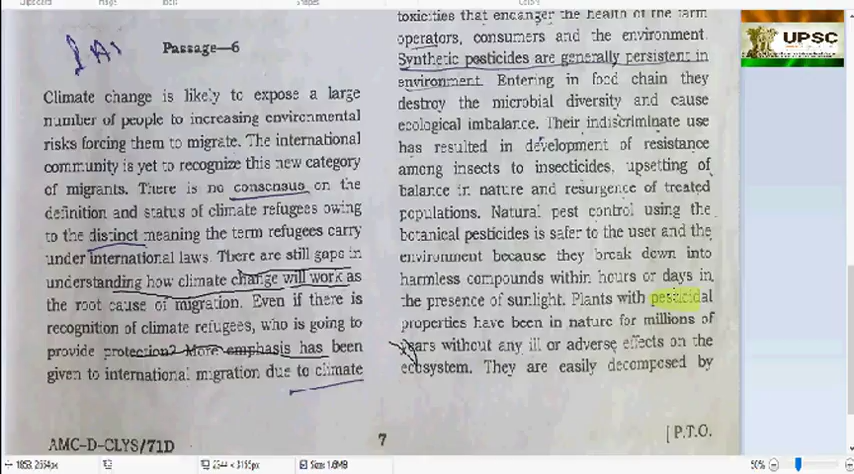 Passage—6
Climate change is likely to expose a large
number of people to increasing environmental
risks forcing them to migrate. The international
community is yet to recognize this new category
of migrants. There is no consensus on the
definition and status of climate refugees owing
to the distinct meaning the term refugees carry
under international laws. There are still gaps in
understanding how climate change will work as
the root cause of migration. Even if there is
recognition of climate refugees, who is going to
provide protection? More emphasis has been
given to international migration due to climate
AMC-D-CLYS/71D
7
toxicities that endanger the health of the farm
operators, consumers and the environment.
Synthetic pesticides are generally persistent in
environment. Entering in food chain they
destroy the microbial diversity and cause
ecological imbalance. Their indiscriminate use
has resulted in development of resistance
among insects to insecticides, upsetting of
balance in nature and resurgence of treated
populations. Natural pest control using the
botanical pesticides is safer to the user and the
environment because they break down into
harmless compounds within hours or days in
the presence of sunlight. Plants with pesticidal
properties have been in nature for millions of
years without any ill or adverse effects on the
ecosystem. They are easily decomposed by
[ P.T.O.
UPSC
Size: 1.6MB
50%